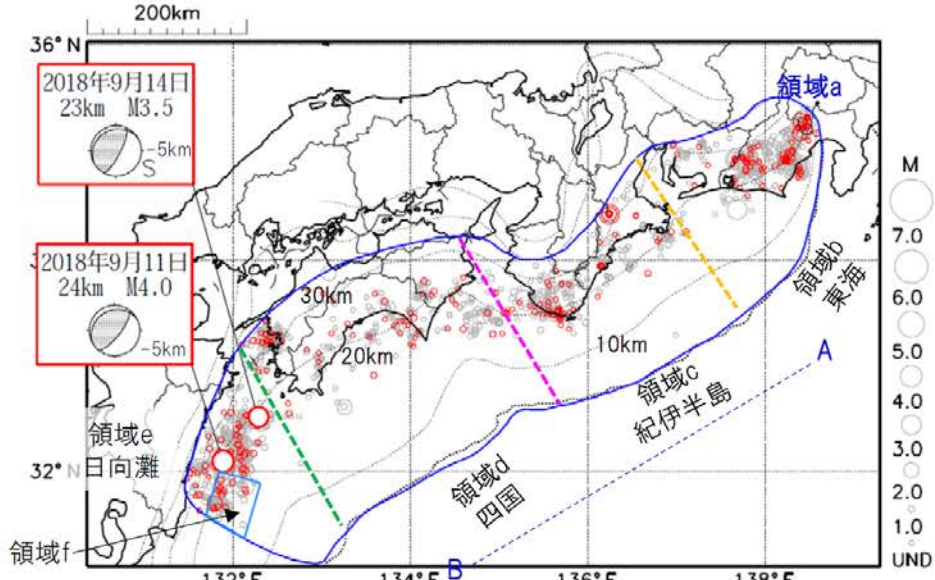 200km
36°N
2018年9月14日
23km M3.5
-5km
S
2018年9月11日
24km M4.0
-5km
領域a
領域b
東海
A
30km
20km
10km
領域c
紀伊半島
領域d
四国
領域e
日向灘
32°N
領域f
B
132°E
134°E
136°E
138°E
M
7.0
6.0
5.0
4.0
3.0
2.0
1.0
UND